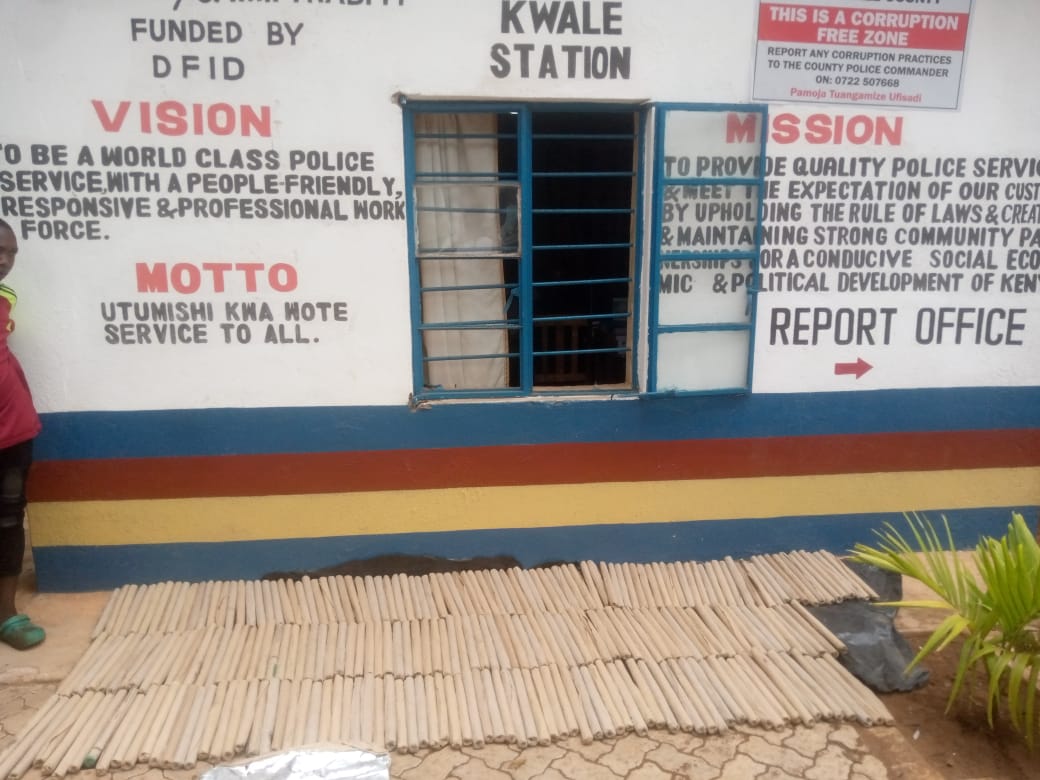 FUNDED BY
DFID
VISION
TO BE A WORLD CLASS POLICE
SERVICE, WITH A PEOPLE-FRIENDLY,
RESPONSIVE & PROFESSIONAL WORK
FORCE.
MOTTO
UTUMISHI KWA WOTE
SERVICE TO ALL.
KWALE
STATION
COUNTY
THIS IS A CORRUPTION
FREE ZONE
REPORT ANY CORRUPTION PRACTICES
TO THE COUNTY POLICE COMMANDER
ON: 0722 507668
Pamoja Tuangamize Ufisadi
MISSION
TO PROVIDE QUALITY POLICE SERVIC
& MEET THE EXPECTATION OF OUR CUST
BY UPHOLDING THE RULE OF LAWS & CREAT
& MAINTAINING STRONG COMMUNITY PA
NERSHIPS FOR A CONDUCIVE SOCIAL ECO
MIC & POLITICAL DEVELOPMENT OF KEN
REPORT OFFICE